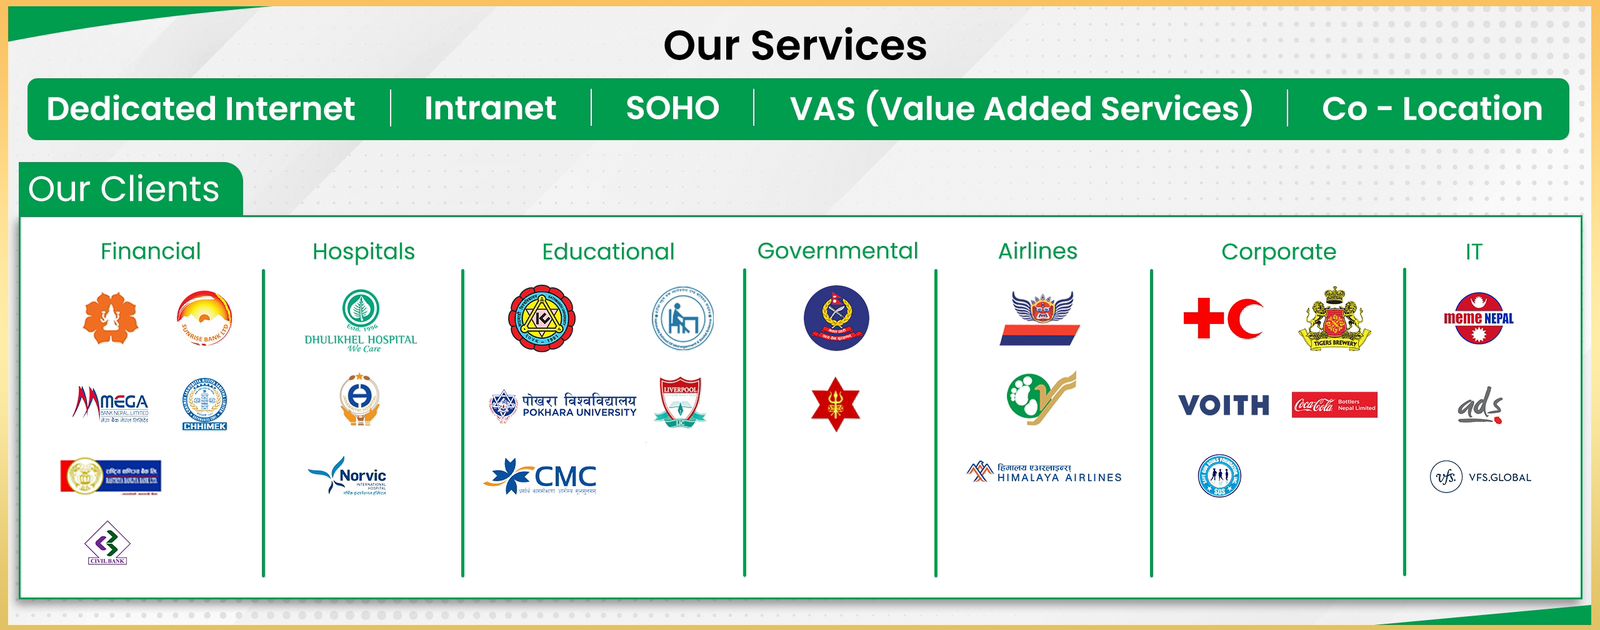 Our Services
Dedicated Internet
Intranet
SOHO
VAS (Value Added Services)
Co - Location
Our Clients
Financial
Hospitals
Educational
Governmental
Airlines
Corporate
IT
SUNRISE BANK LTD
MEGA
BANK NEPAL LIMITED
मेगा बैंक नेपाल लिमिटेड
CHHIMEK
राष्ट्रिय बाणिज्य बैंक लि.
RASTRIYA BANIJYA BANK LTD.
CIVIL BANK
Estd. 1996
DHULIKHEL HOSPITAL
We Care
Norvic
INTERNATIONAL
HOSPITAL
K
पोखरा विश्वविद्यालय
POKHARA UNIVERSITY
LIVERPOOL
CMC
हिमालय एअरलाइन्स
HIMALAYA AIRLINES
TIGERS BREWERY
VOITH
Coca-Cola
Bottlers
Nepal Limited
SOS
meme NEPAL
ads
vfs.
VFS.GLOBAL